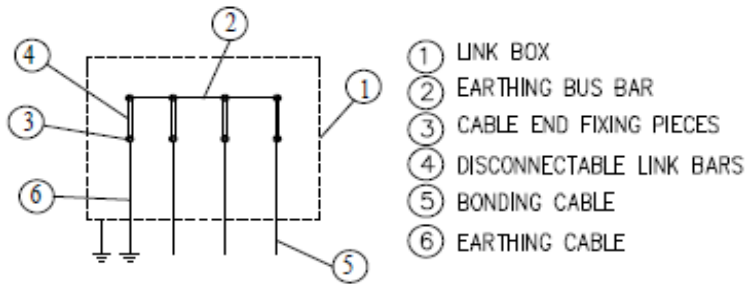 2
4
1
3
6
5
1 LINK BOX
2 EARTHING BUS BAR
3 CABLE END FIXING PIECES
4 DISCONNECTABLE LINK BARS
5 BONDING CABLE
6 EARTHING CABLE